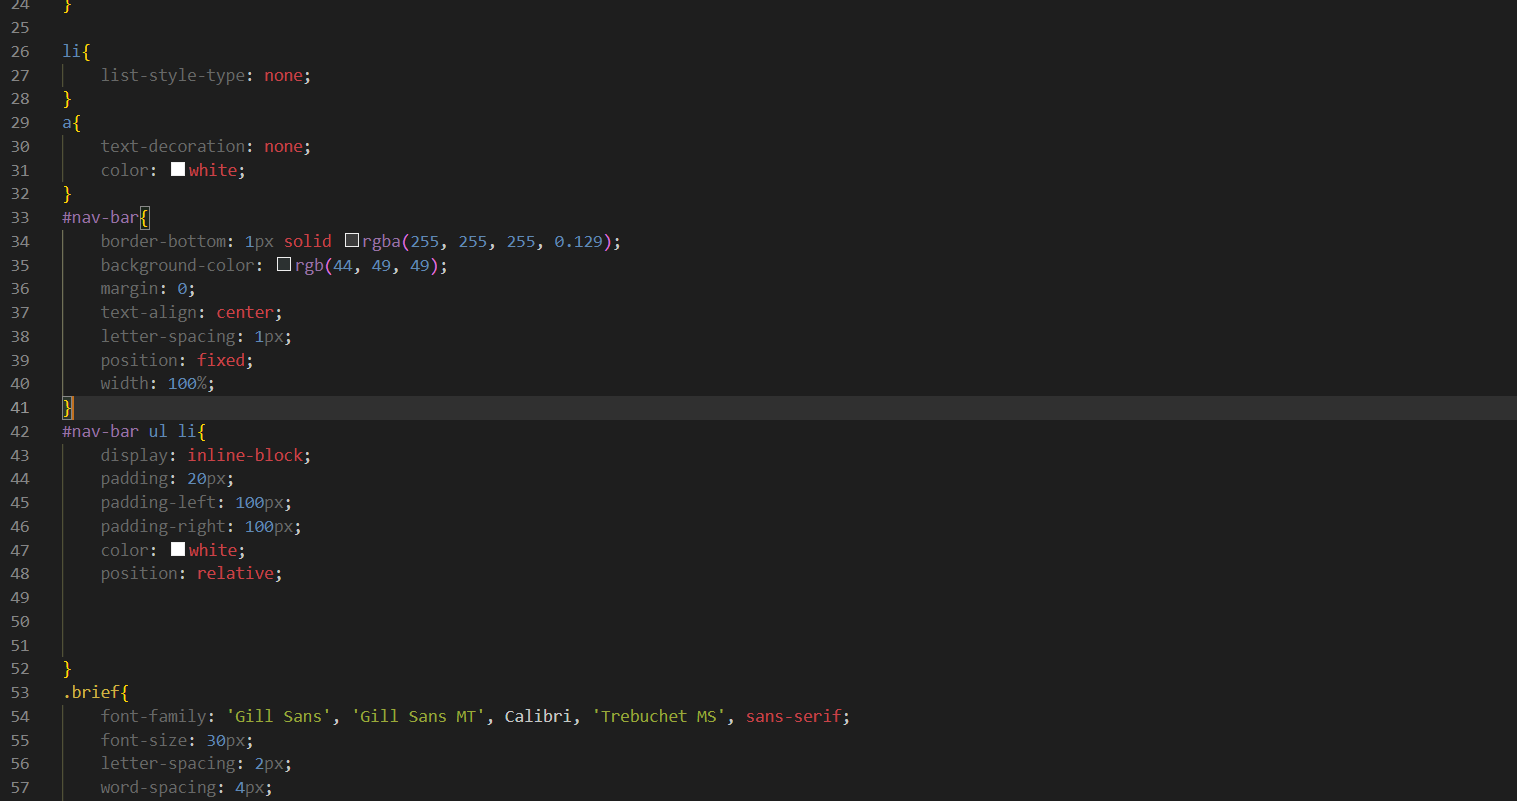 24 }
25
26 li{
27 list-style-type: none;
28 }
29 a{
30 text-decoration: none;
31 color: white;
32 }
33 #nav-bar{
34 border-bottom: 1px solid rgba(255, 255, 255, 0.129);
35 background-color: rgb(44, 49, 49);
36 margin: 0;
37 text-align: center;
38 letter-spacing: 1px;
39 position: fixed;
40 width: 100%;
41 }
42 #nav-bar ul li{
43 display: inline-block;
44 padding: 20px;
45 padding-left: 100px;
46 padding-right: 100px;
47 color: white;
48 position: relative;
49
50
51
52 }
53 .brief{
54 font-family: 'Gill Sans', 'Gill Sans MT', Calibri, 'Trebuchet MS', sans-serif;
55 font-size: 30px;
56 letter-spacing: 2px;
57 word-spacing: 4px;